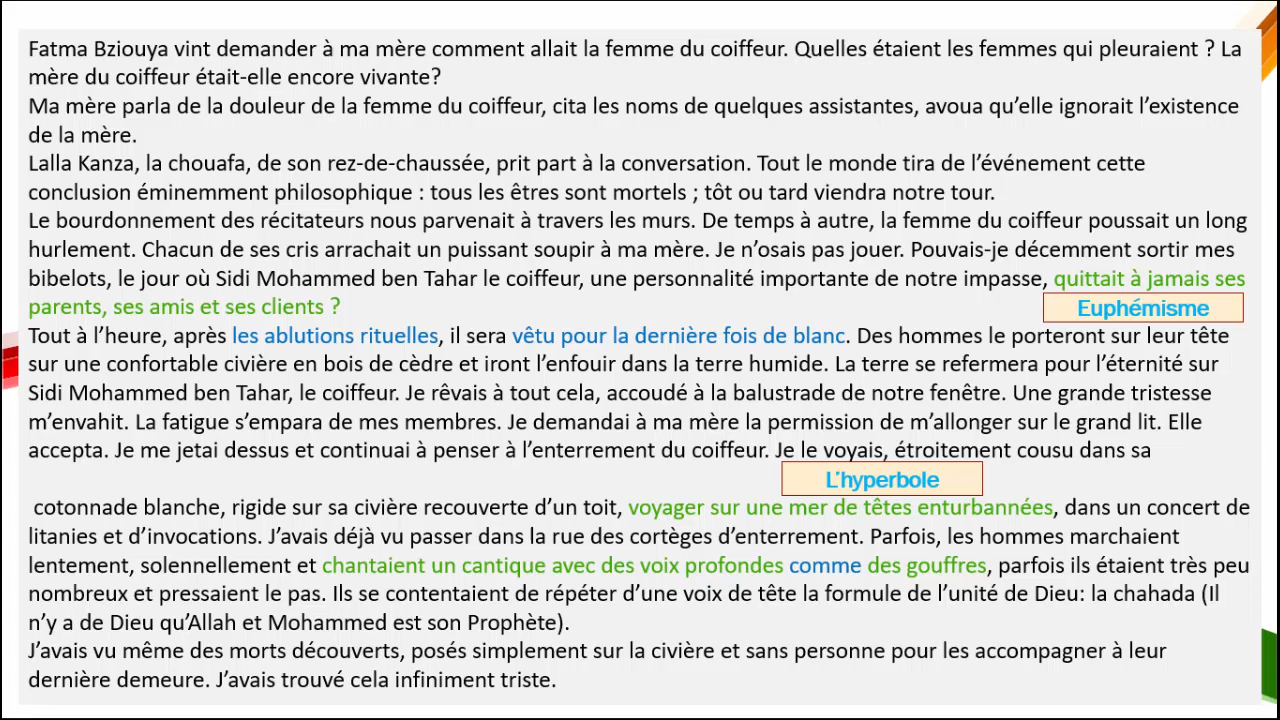 Fatma Bziouya vint demander à ma mère comment allait la femme du coiffeur. Quelles étaient les femmes qui pleuraient ? La
mère du coiffeur était-elle encore vivante?
Ma mère parla de la douleur de la femme du coiffeur, cita les noms de quelques assistantes, avoua qu’elle ignorait l’existence
de la mère.
Lalla Kanza, la chouafa, de son rez-de-chaussée, prit part à la conversation. Tout le monde tira de l’événement cette
conclusion éminemment philosophique : tous les êtres sont mortels ; tôt ou tard viendra notre tour.
Le bourdonnement des récitateurs nous parvenait à travers les murs. De temps à autre, la femme du coiffeur poussait un long
hurlement. Chacun de ses cris arrachait un puissant soupir à ma mère. Je n’osais pas jouer. Pouvais-je décemment sortir mes
bibelots, le jour où Sidi Mohammed ben Tahar le coiffeur, une personnalité importante de notre impasse, quittait à jamais ses
parents, ses amis et ses clients ?
Euphémisme
Tout à l’heure, après les ablutions rituelles, il sera vêtu pour la dernière fois de blanc. Des hommes le porteront sur leur tête
sur une confortable civière en bois de cèdre et iront l’enfouir dans la terre humide. La terre se refermera pour l’éternité sur
Sidi Mohammed ben Tahar, le coiffeur. Je rêvais à tout cela, accoudé à la balustrade de notre fenêtre. Une grande tristesse
m’envahit. La fatigue s’empara de mes membres. Je demandai à ma mère la permission de m’allonger sur le grand lit. Elle
accepta. Je me jetai dessus et continuai à penser à l’enterrement du coiffeur. Je le voyais, étroitement cousu dans sa
L'hyperbole
cotonnade blanche, rigide sur sa civière recouverte d’un toit, voyager sur une mer de têtes enturbannées, dans un concert de
litanies et d’invocations. J’avais déjà vu passer dans la rue des cortèges d’enterrement. Parfois, les hommes marchaient
lentement, solennellement et chantaient un cantique avec des voix profondes comme des gouffres, parfois ils étaient très peu
nombreux et pressaient le pas. Ils se contentaient de répéter d’une voix de tête la formule de l’unité de Dieu: la chahada (Il
n’y a de Dieu qu’Allah et Mohammed est son Prophète).
J’avais vu même des morts découverts, posés simplement sur la civière et sans personne pour les accompagner à leur
dernière demeure. J’avais trouvé cela infiniment triste.